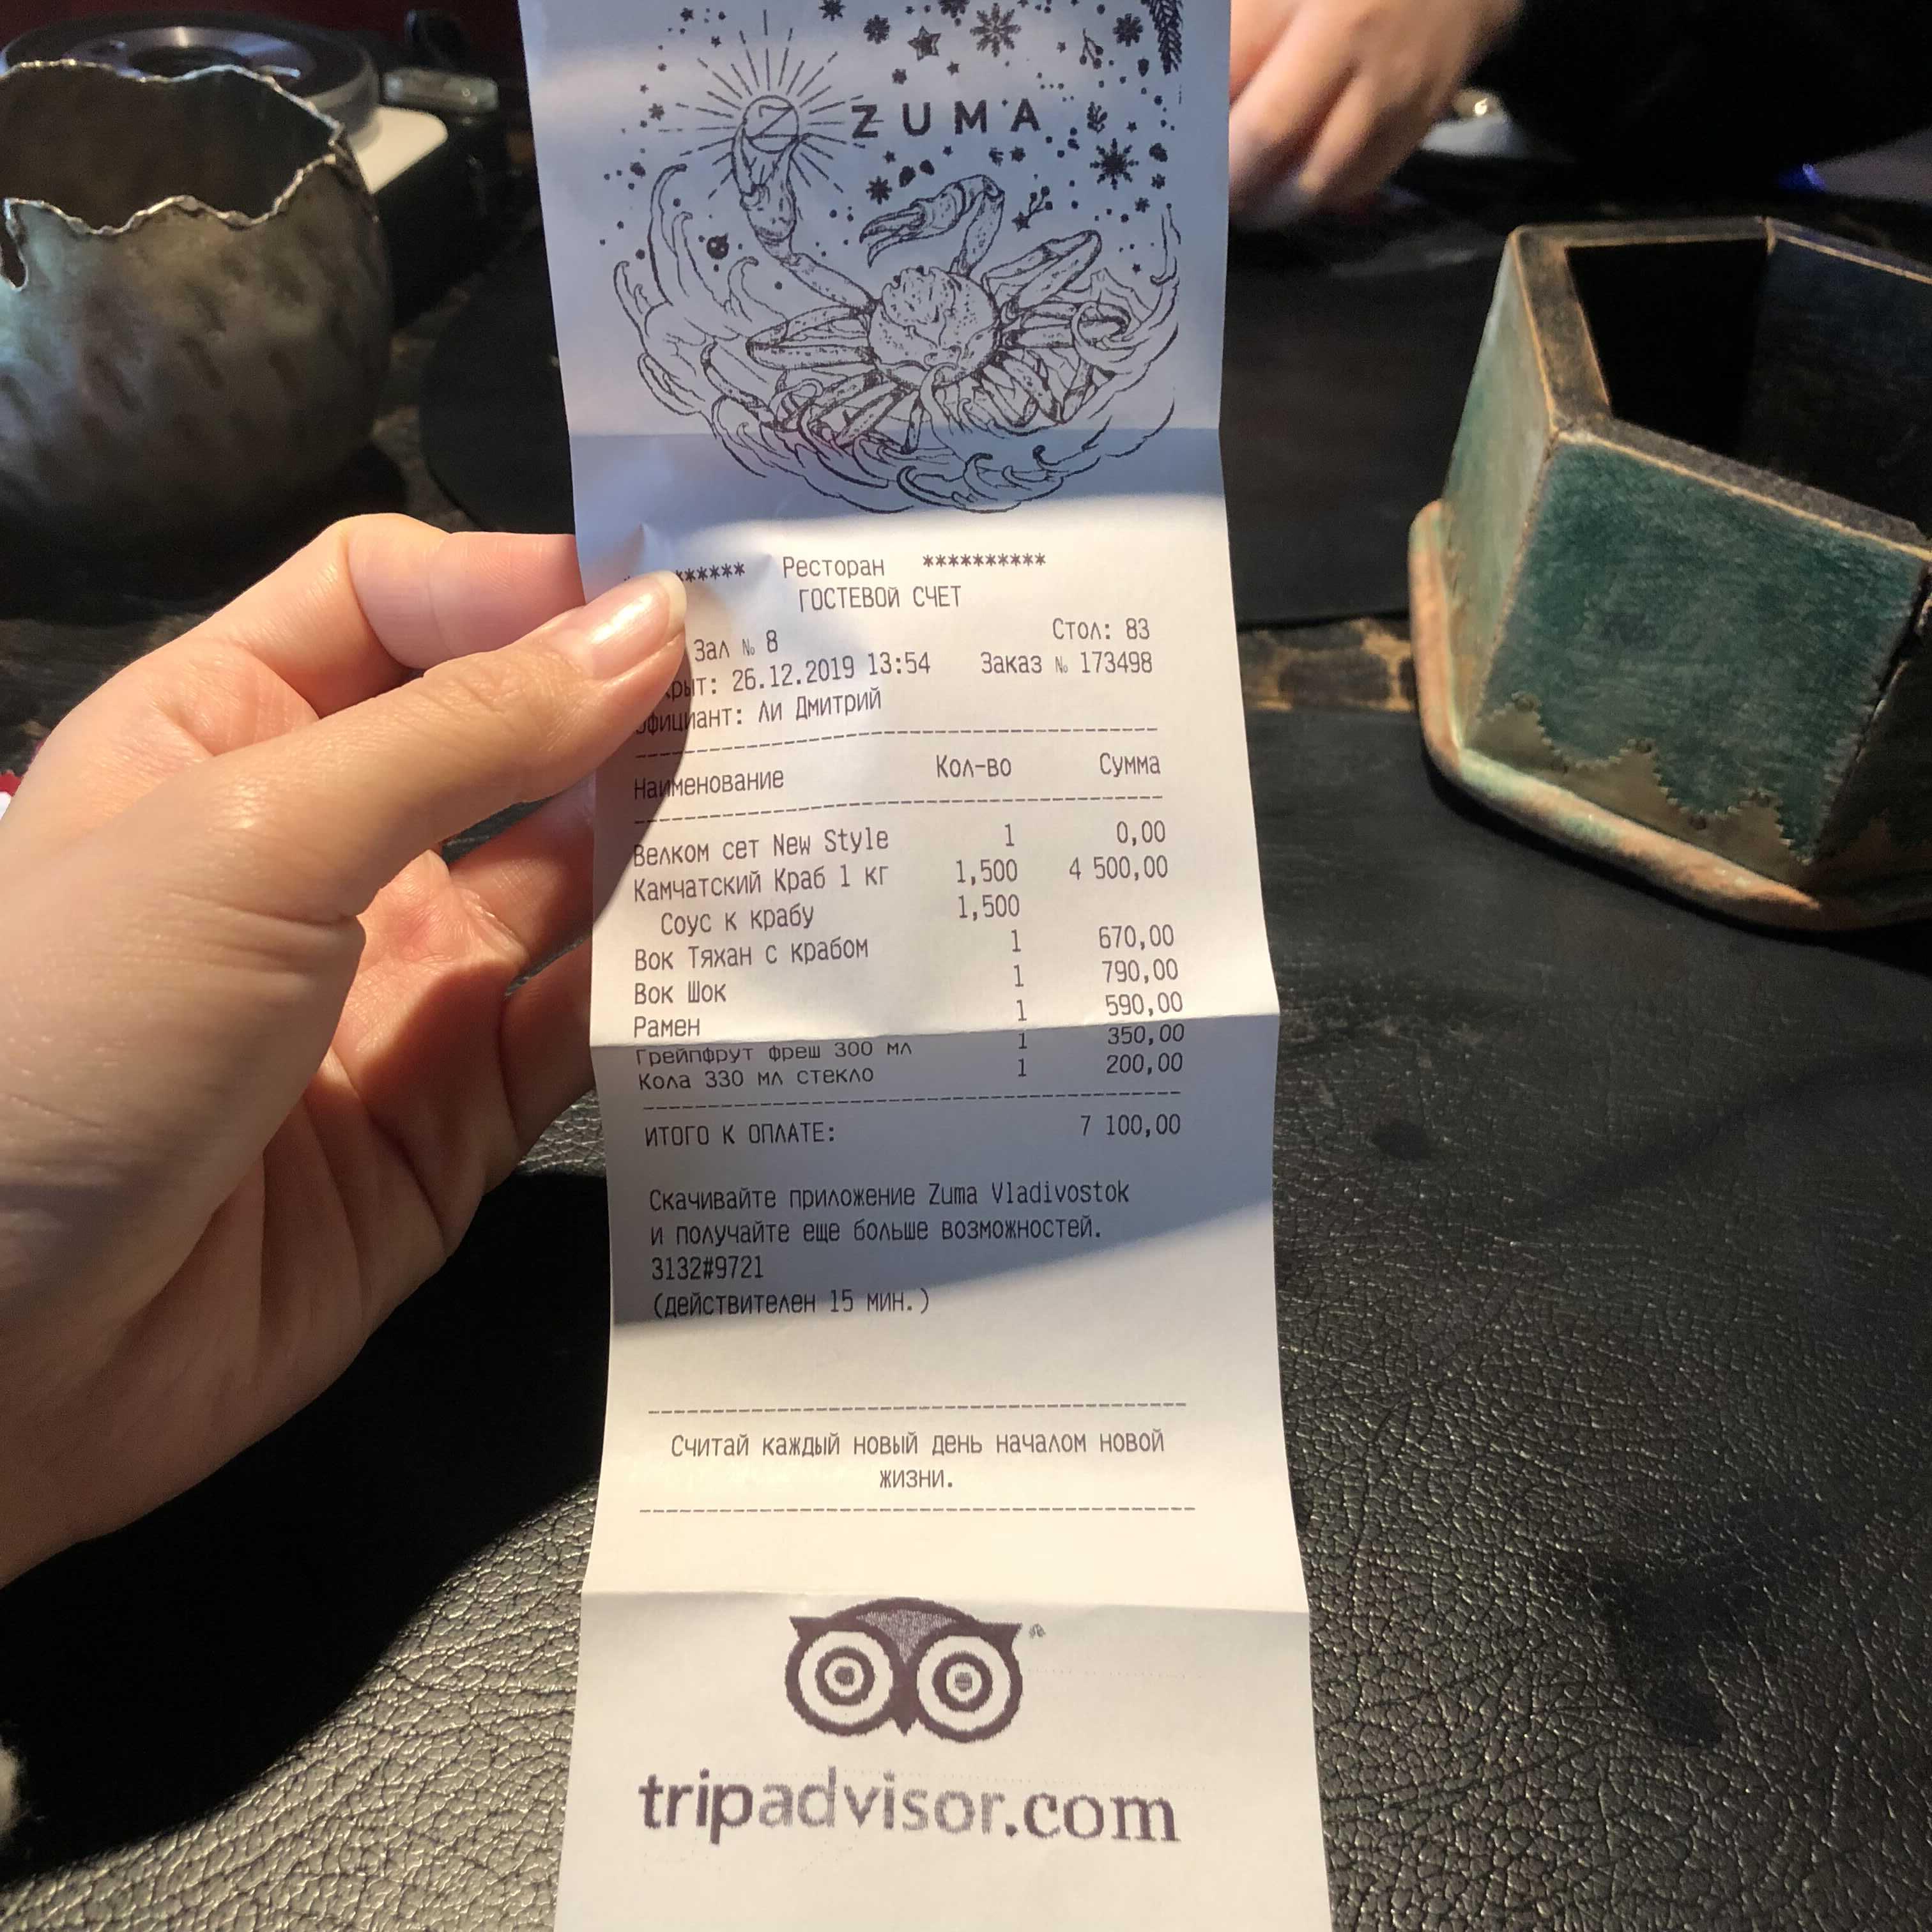 ZUMA
********* Ресторан **********
ГОСТЕВОЙ СЧЕТ
Зал № 8 Стол: 83
26.12.2019 13:54 Заказ № 173498
Официант: Ли Дмитрий
Наименование Кол-во Сумма
Велком сет New Style 1 0,00
Камчатский Краб 1 кг 1,500 4 500,00
Соус к крабу 1,500
Вок Тяхан с крабом 1 670,00
Вок Шок 1 790,00
Рамен 1 590,00
Грейпфрут фреш 300 мл 1 350,00
Кола 330 мл стекло 1 200,00
ИТОГО К ОПЛАТЕ: 7 100,00
Скачивайте приложение Zuma Vladivostok
и получайте еще больше возможностей.
3132#9721
(действителен 15 мин.)
Считай каждый новый день началом новой
жизни.
tripadvisor.com